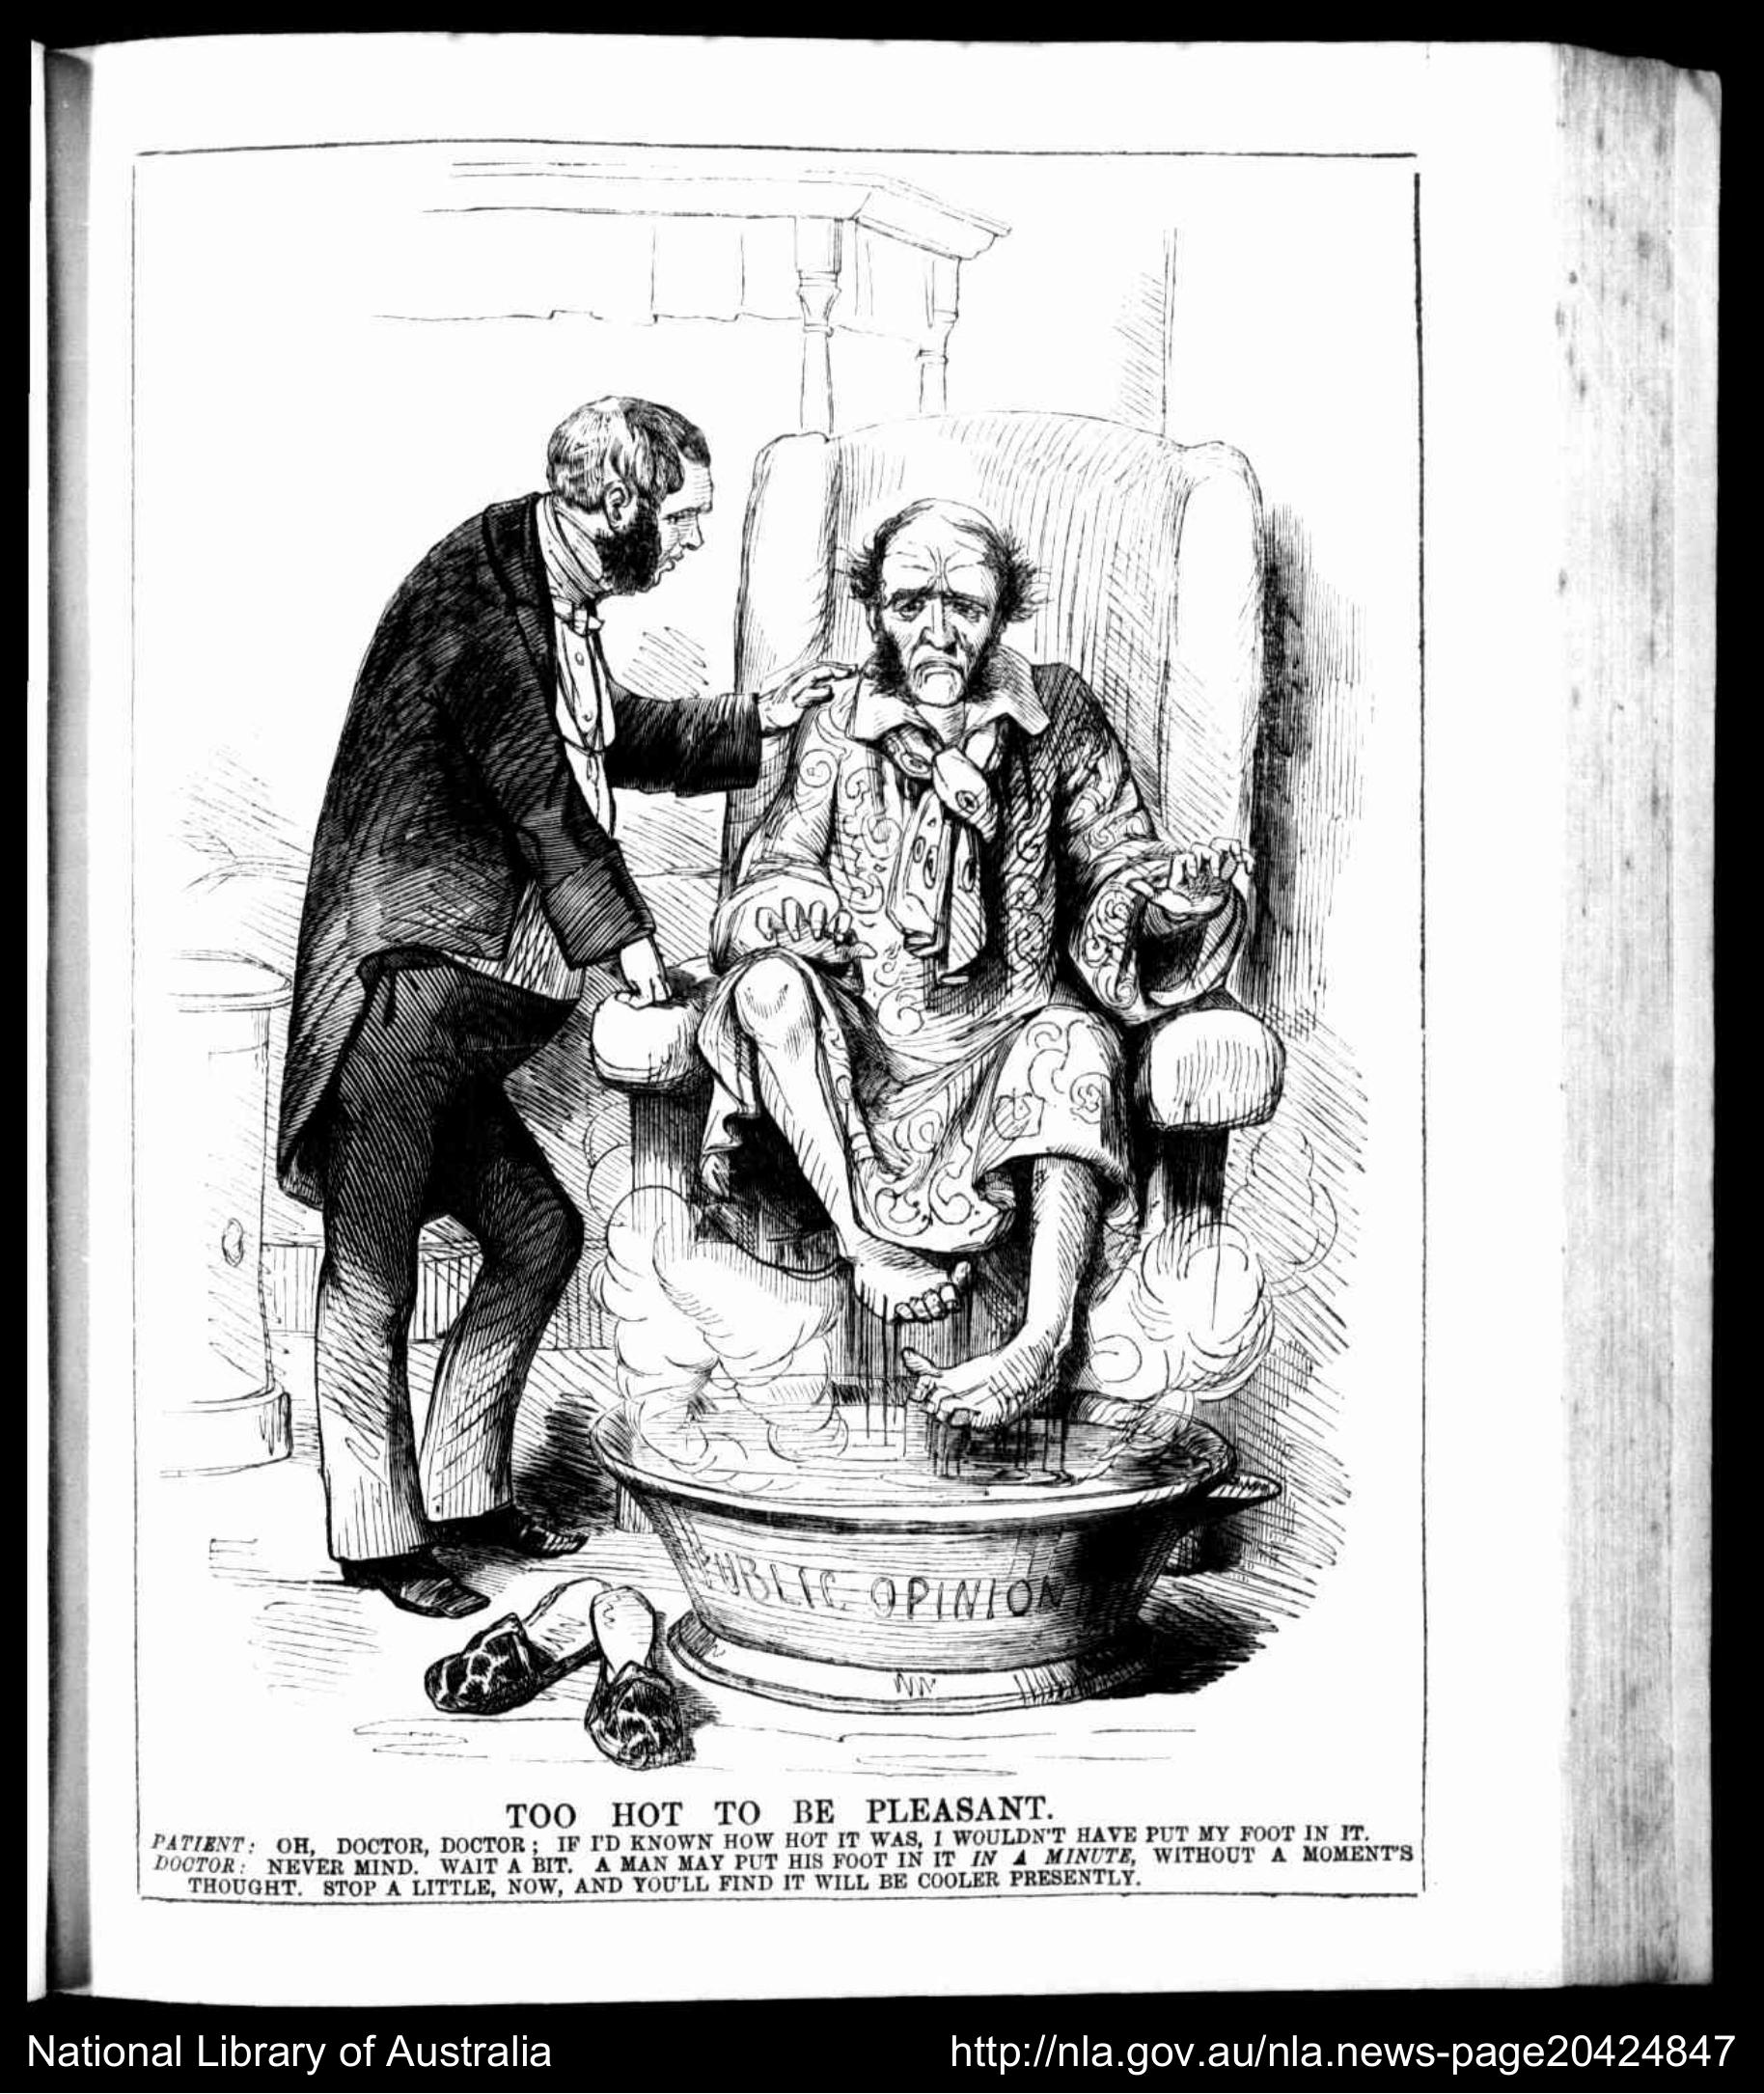 PUBLIC OPINION
TOO HOT TO BE PLEASANT.
PATIENT: OH, DOCTOR, DOCTOR; IF I'D KNOWN HOW HOT IT WAS, I WOULDN'T HAVE PUT MY FOOT IN IT.
DOCTOR: NEVER MIND. WAIT A BIT. A MAN MAY PUT HIS FOOT IN IT IN A MINUTE, WITHOUT A MOMENT'S
THOUGHT. STOP A LITTLE, NOW, AND YOU'LL FIND IT WILL BE COOLER PRESENTLY.
National Library of Australia
http://nla.gov.au/nla.news-page20424847